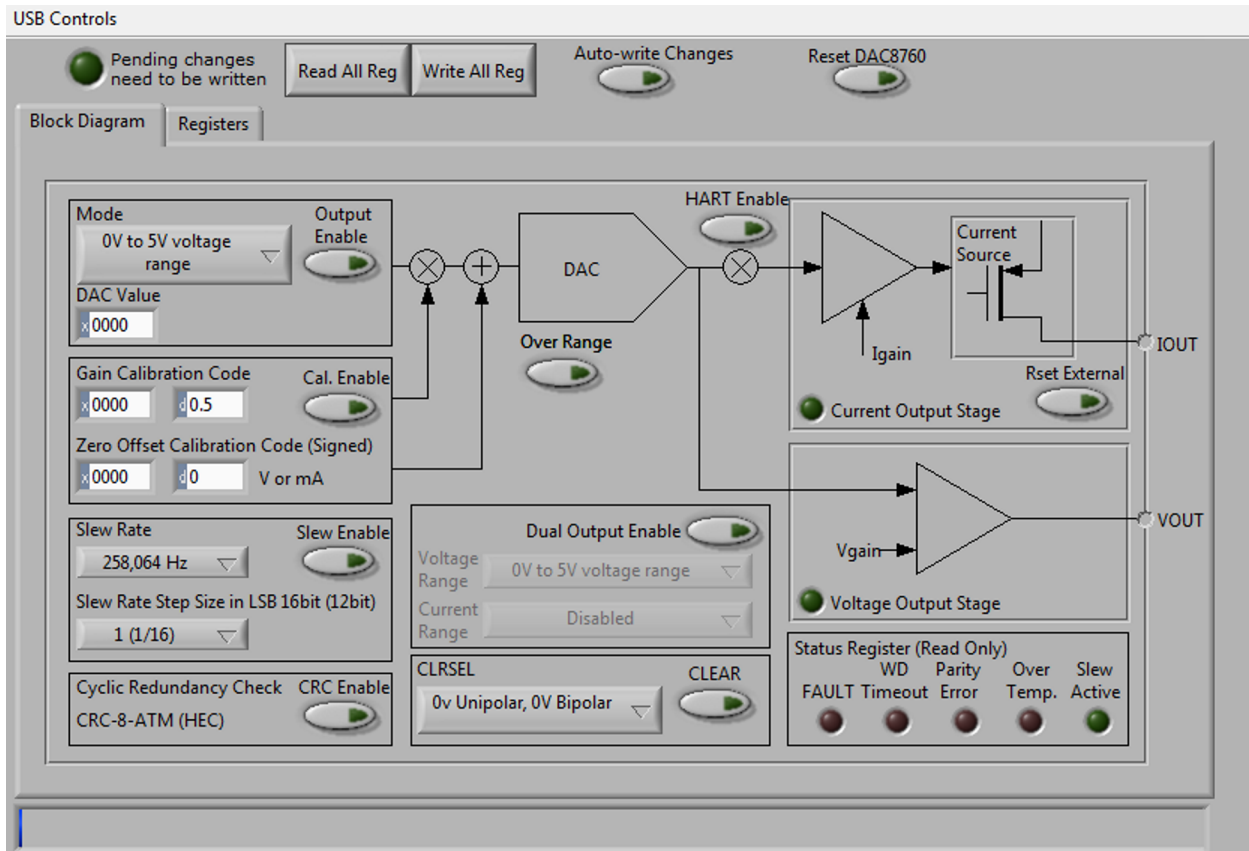 USB Controls
Pending changes
need to be written
Read All Reg
Write All Reg
Auto-write Changes
Reset DAC8760
Block Diagram
Registers
Mode
0V to 5V voltage
range
Output
Enable
DAC Value
x0000
Gain Calibration Code
x0000
d0.5
Cal. Enable
Zero Offset Calibration Code (Signed)
x0000
d0
V or mA
DAC
Over Range
HART Enable
Igain
Current
Source
Rset External
Current Output Stage
IOUT
Vgain
Voltage Output Stage
VOUT
Slew Rate
Slew Enable
258,064 Hz
Slew Rate Step Size in LSB 16bit (12bit)
1 (1/16)
Cyclic Redundancy Check
CRC Enable
CRC-8-ATM (HEC)
Dual Output Enable
Voltage
Range
0V to 5V voltage range
Current
Range
Disabled
CLRSEL
0v Unipolar, 0V Bipolar
CLEAR
Status Register (Read Only)
FAULT
WD
Timeout
Parity
Error
Over
Temp.
Slew
Active